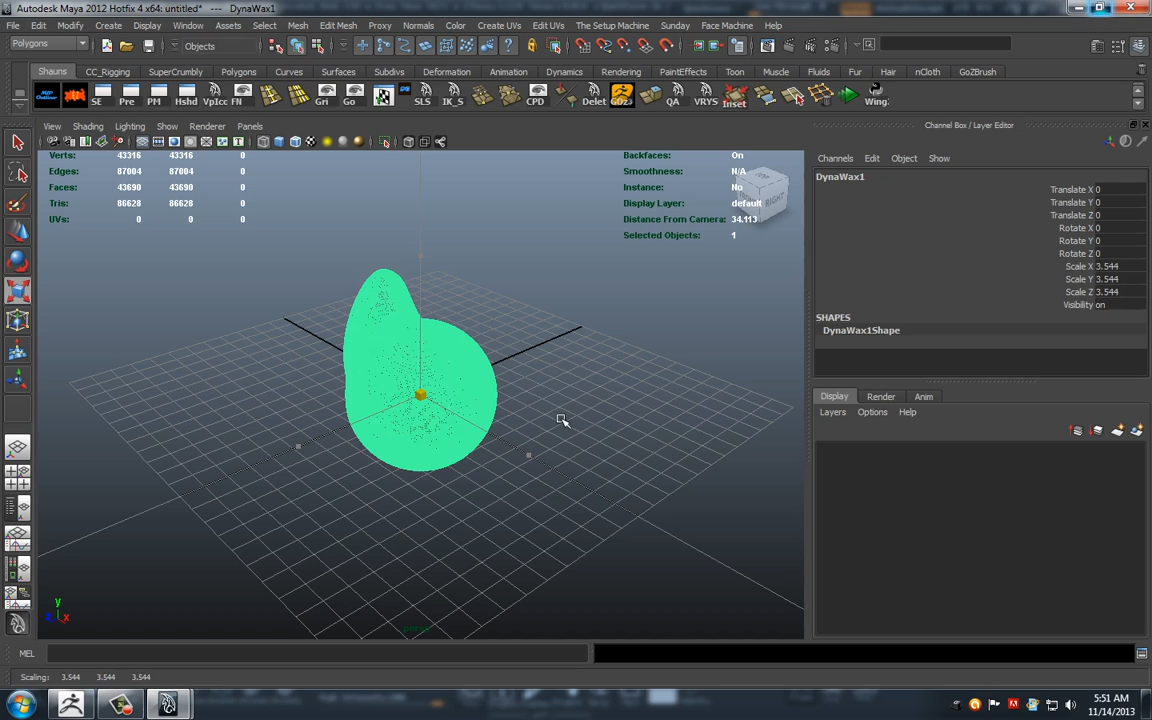 Autodesk Maya 2012 Hotfix 4 x64: untitled*   ---   DynaWax1
File Edit Modify Create Display Window Assets Select Mesh Edit Mesh Proxy Normals Color Create UVs Edit UVs The Setup Machine Sunday Face Machine Help
Polygons Objects
Shauns CC_Rigging SuperCrumbly Polygons Curves Surfaces Subdivs Deformation Animation Dynamics Rendering PaintEffects Toon Muscle Fluids Fur Hair nCloth GoZBrush
SE Pre PM Hshd VpIcc FN Gri Go SLS IK_S CPD Delet GoZ3 QA VRYS Inset Wing
View Shading Lighting Show Renderer Panels
Channel Box / Layer Editor
Channels Edit Object Show
Verts: 43316 43316 0
Edges: 87004 87004 0
Faces: 43690 43690 0
Tris: 86628 86628 0
UVs: 0 0 0
Backfaces: On
Smoothness: N/A
Instance: No
Display Layer: default
Distance From Camera: 34.113
Selected Objects: 1
TOP
RIGHT
DynaWax1
Translate X 0
Translate Y 0
Translate Z 0
Rotate X 0
Rotate Y 0
Rotate Z 0
Scale X 3.544
Scale Y 3.544
Scale Z 3.544
Visibility on
SHAPES
DynaWax1Shape
Display Render Anim
Layers Options Help
y
z x
persp
MEL
Scaling: 3.544 3.544 3.544
5:51 AM
11/14/2013